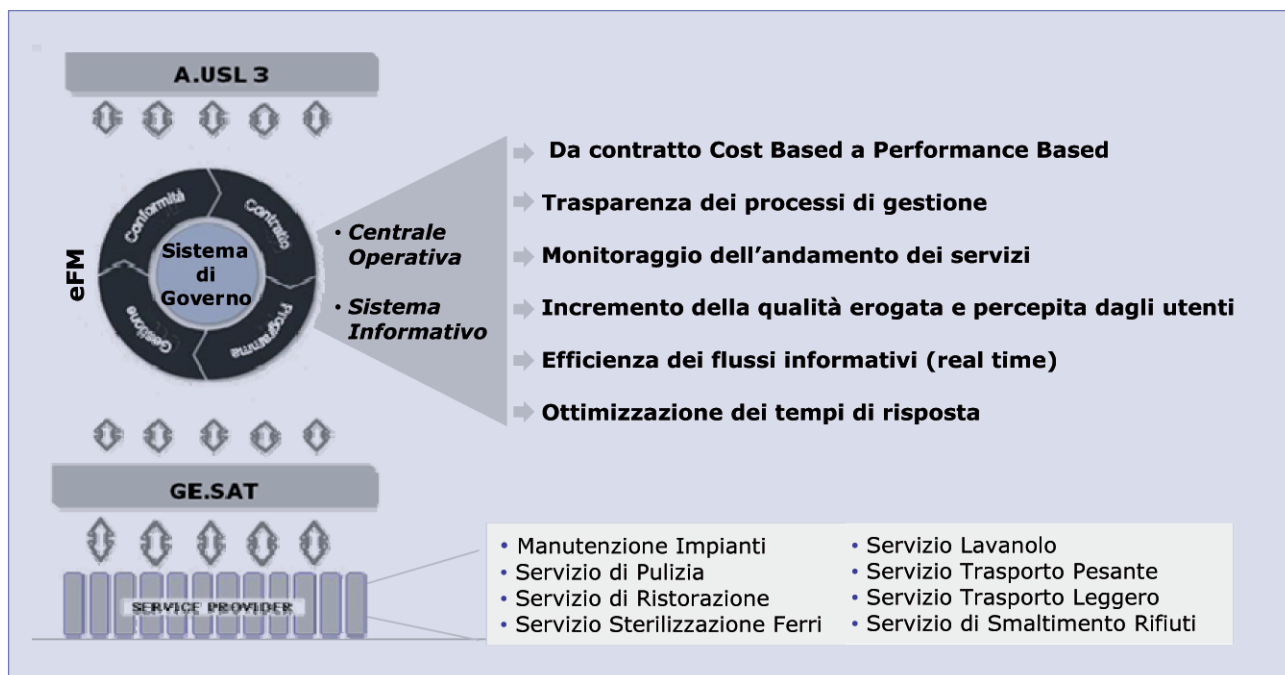 A.USL 3
Conformità
Contratto
Programma
Gestione
Sistema
di
Governo
eFM
• Centrale
Operativa
• Sistema
Informativo
Da contratto Cost Based a Performance Based
Trasparenza dei processi di gestione
Monitoraggio dell’andamento dei servizi
Incremento della qualità erogata e percepita dagli utenti
Efficienza dei flussi informativi (real time)
Ottimizzazione dei tempi di risposta
GE.SAT
SERVICE PROVIDER
• Manutenzione Impianti
• Servizio di Pulizia
• Servizio di Ristorazione
• Servizio Sterilizzazione Ferri
• Servizio Lavanolo
• Servizio Trasporto Pesante
• Servizio Trasporto Leggero
• Servizio di Smaltimento Rifiuti